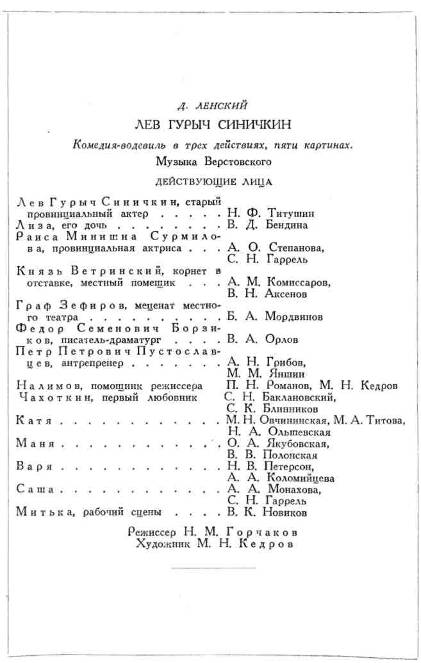 Д. ЛЕНСКИЙ
ЛЕВ ГУРЫЧ СИНИЧКИН
Комедия-водевиль в трех действиях, пяти картинах.
Музыка Верстовского
ДЕЙСТВУЮЩИЕ ЛИЦА
Лев Гурыч Синичкин, старый
провинциальный актер . . . . . Н. Ф. Титушин
Лиза, его дочь . . . . . . . . В. Д. Бендина
Раиса Минишна Сурмило-
ва, провинциальная актриса . . . А. О. Степанова,
С. Н. Гаррель
Князь Ветринский, корнет в
отставке, местный помещик . . . А. М. Комиссаров,
В. Н. Аксенов
Граф Зефиров, меценат местно-
го театра . . . . . . . . . . Б. А. Мордвинов
Федор Семенович Борзи-
ков, писатель-драматург . . . . . В. А. Орлов
Петр Петрович Пустослав-
цев, антрепренер . . . . . . . А. Н. Грибов,
М. М. Яншин
Налимов, помощник режиссера П. Н. Романов, М. Н. Кедров
Чахоткин, первый любовник С. Н. Баклановский,
С. К. Блинников
Катя . . . . . . . . . . . . М. Н. Овчининская, М. А. Титова,
Н. А. Ольшевская
Маня . . . . . . . . . . . . О. А. Якубовская,
В. В. Полонская
Варя . . . . . . . . . . . . Н. В. Петерсон,
А. А. Коломийцева
Саша . . . . . . . . . . . . А. А. Монахова,
С. Н. Гаррель
Митька, рабочий сцены . . . . . В. К. Новиков
Режиссер Н. М. Горчаков
Художник М. Н. Кедров